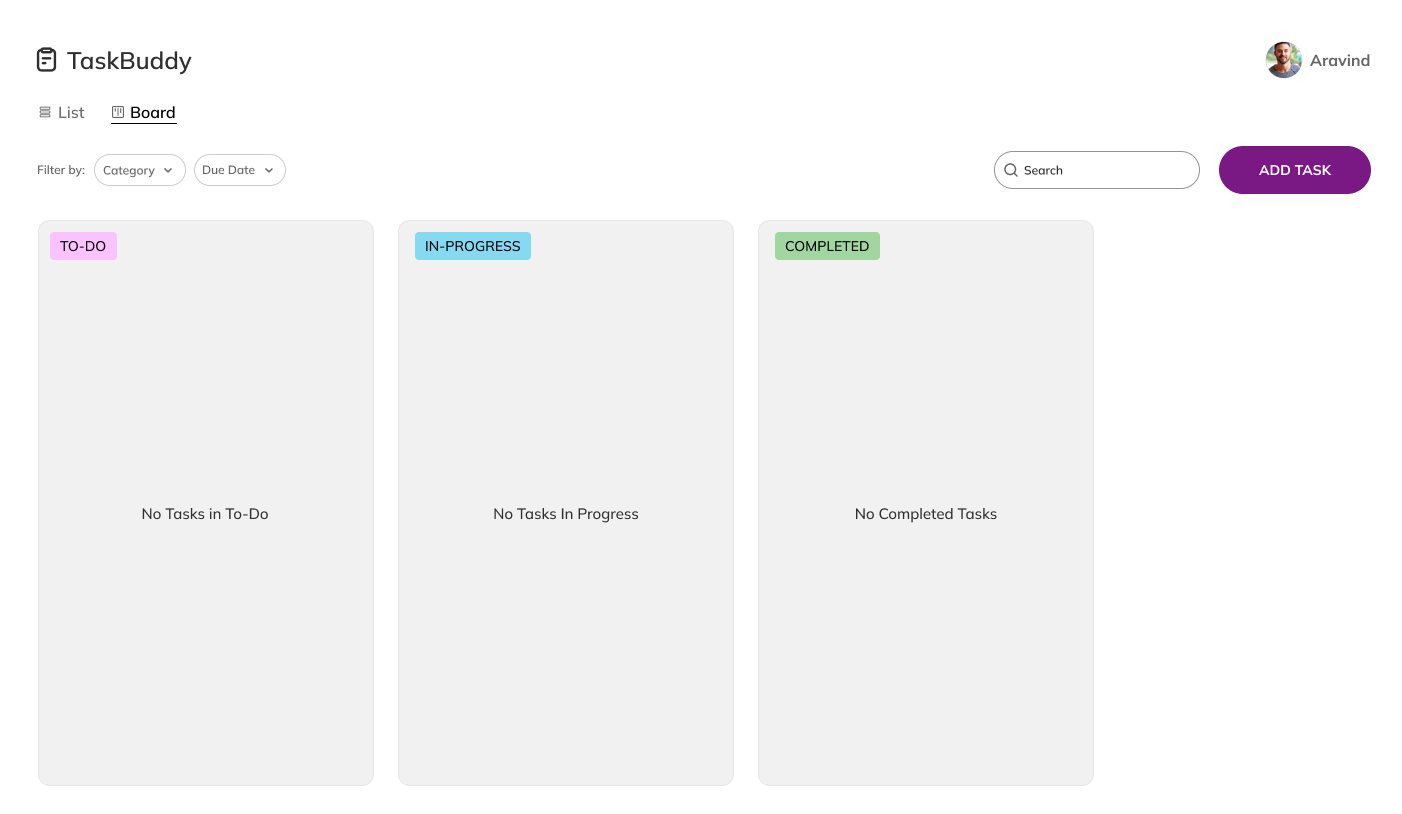 TaskBuddy
Aravind
List
Board
Filter by:
Category
Due Date
Search
ADD TASK
TO-DO
IN-PROGRESS
COMPLETED
No Tasks in To-Do
No Tasks In Progress
No Completed Tasks